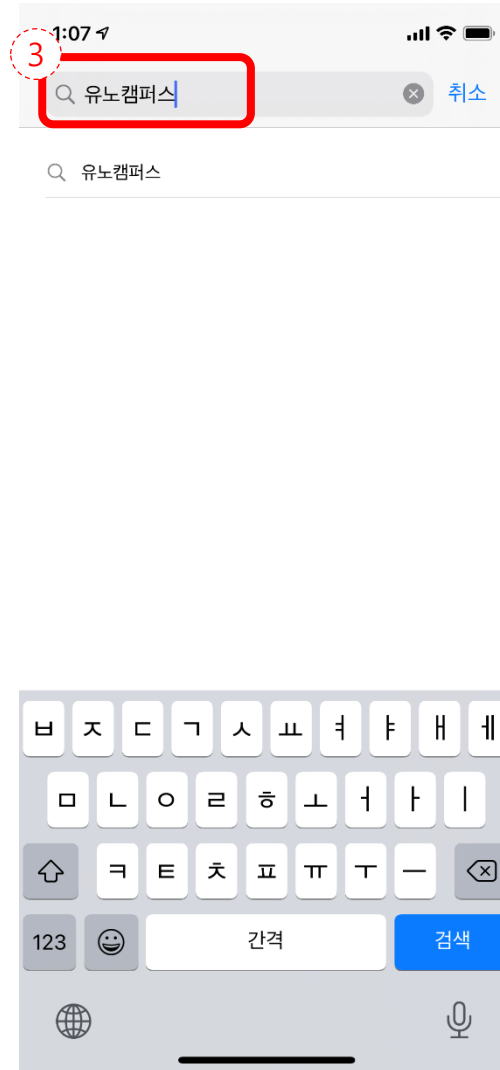 1:07
3
유노캠퍼스
취소
유노캠퍼스
ㅂ ㅈ ㄷ ㄱ ㅅ ㅛ ㅕ ㅑ ㅐ ㅔ
ㅁ ㄴ ㅇ ㄹ ㅎ ㅗ ㅓ ㅏ ㅣ
ㅋ ㅌ ㅊ ㅍ ㅠ ㅜ ㅡ
123 간격 검색